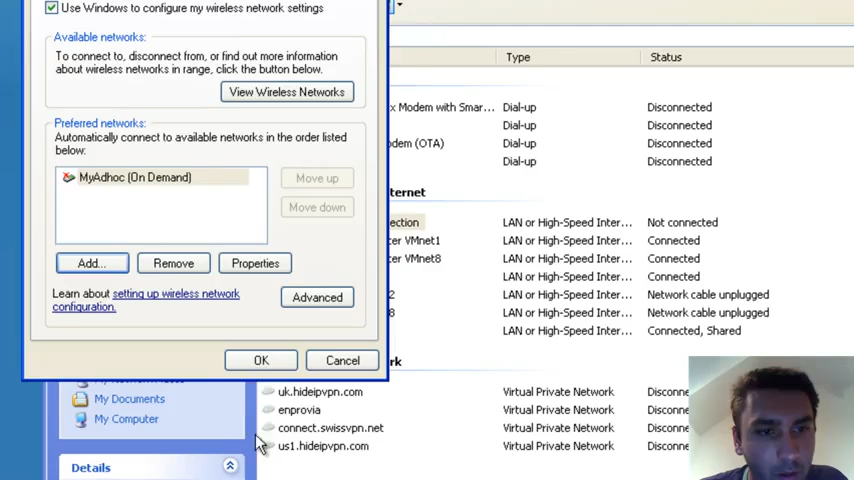 Use Windows to configure my wireless network settings
Available networks:
To connect to, disconnect from, or find out more information
about wireless networks in range, click the button below.
View Wireless Networks
Preferred networks:
Automatically connect to available networks in the order listed
below:
MyAdhoc (On Demand)
Move up
Move down
Add...
Remove
Properties
Learn about setting up wireless network
configuration.
Advanced
OK
Cancel
Type
Status
x Modem with Smar...
Dial-up
Disconnected
Dial-up
Disconnected
odem (OTA)
Dial-up
Disconnected
Dial-up
Disconnected
ternet
ection
LAN or High-Speed Inter...
Not connected
ter VMnet1
LAN or High-Speed Inter...
Connected
ter VMnet8
LAN or High-Speed Inter...
Connected
LAN or High-Speed Inter...
Connected
2
LAN or High-Speed Inter...
Network cable unplugged
8
LAN or High-Speed Inter...
Network cable unplugged
LAN or High-Speed Inter...
Connected, Shared
rk
uk.hideipvpn.com
Virtual Private Network
Disconne
enprovia
Virtual Private Network
Disconn
connect.swissvpn.net
Virtual Private Network
Disconn
us1.hideipvpn.com
Virtual Private Network
Disconn
My Documents
My Computer
Details